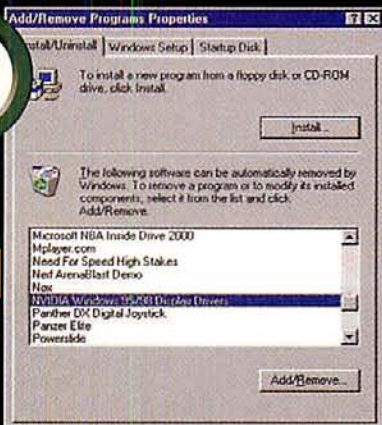 Add/Remove Programs Properties
Install/Uninstall Windows Setup Startup Disk
To install a new program from a floppy disk or CD-ROM
drive, click Install.
Install...
The following software can be automatically removed by
Windows. To remove a program or to modify its installed
components, select it from the list and click
Add/Remove.
Microsoft NBA Inside Drive 2000
Mplayer.com
Need For Speed High Stakes
Nerf ArenaBlast Demo
Nox
NVIDIA Windows 95/98 Display Drivers
Panther DX Digital Joystick
Panzer Elite
Powerslide
Add/Remove...